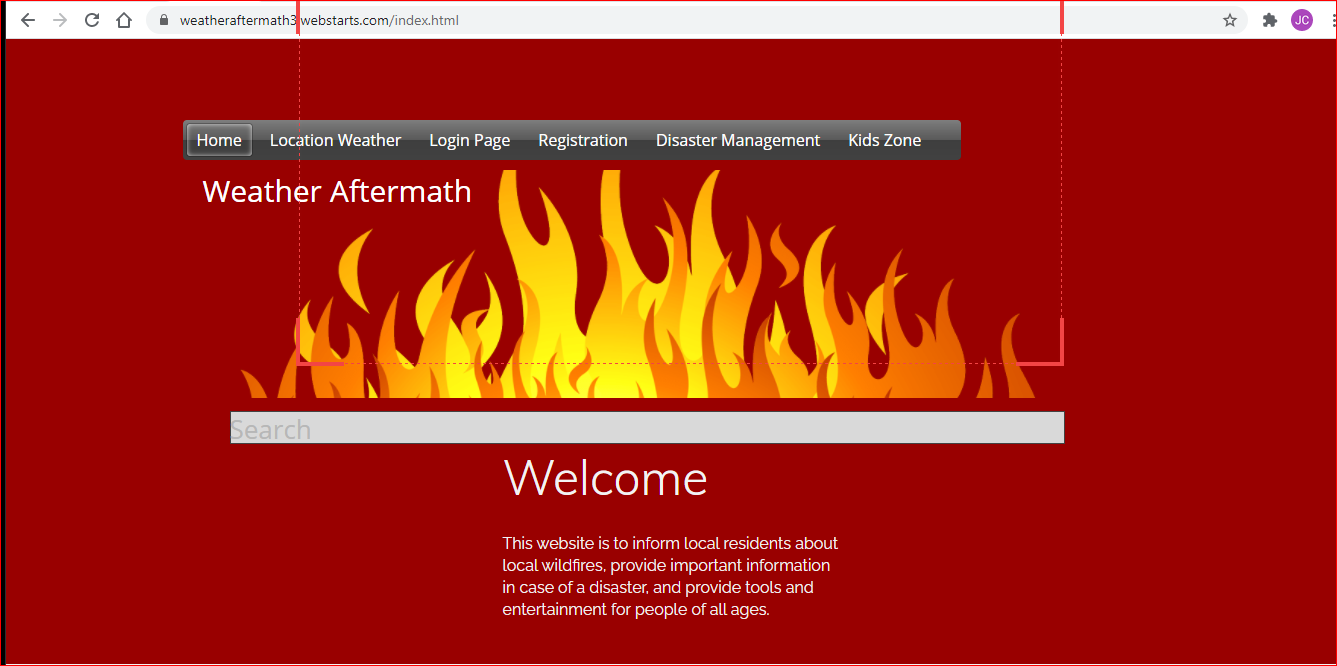 weatheraftermath3.webstarts.com/index.html
JC
Home Location Weather Login Page Registration Disaster Management Kids Zone
Weather Aftermath
Search
Welcome
This website is to inform local residents about
local wildfires, provide important information
in case of a disaster, and provide tools and
entertainment for people of all ages.